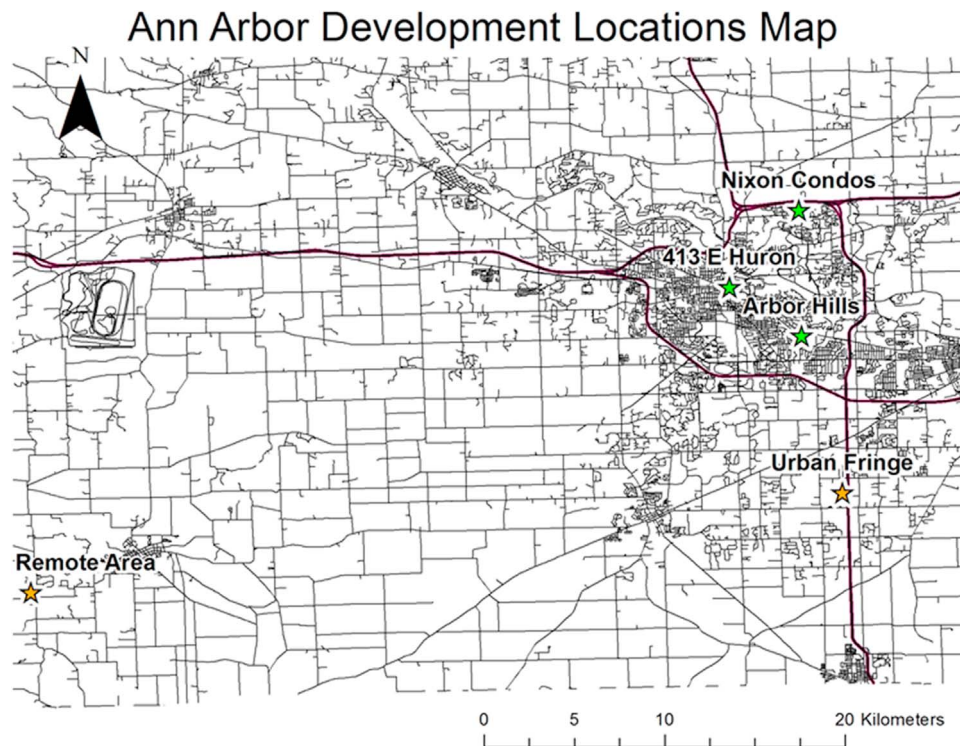 Ann Arbor Development Locations Map
N
Nixon Condos
413 E Huron
Arbor Hills
Urban Fringe
Remote Area
0 5 10 20 Kilometers